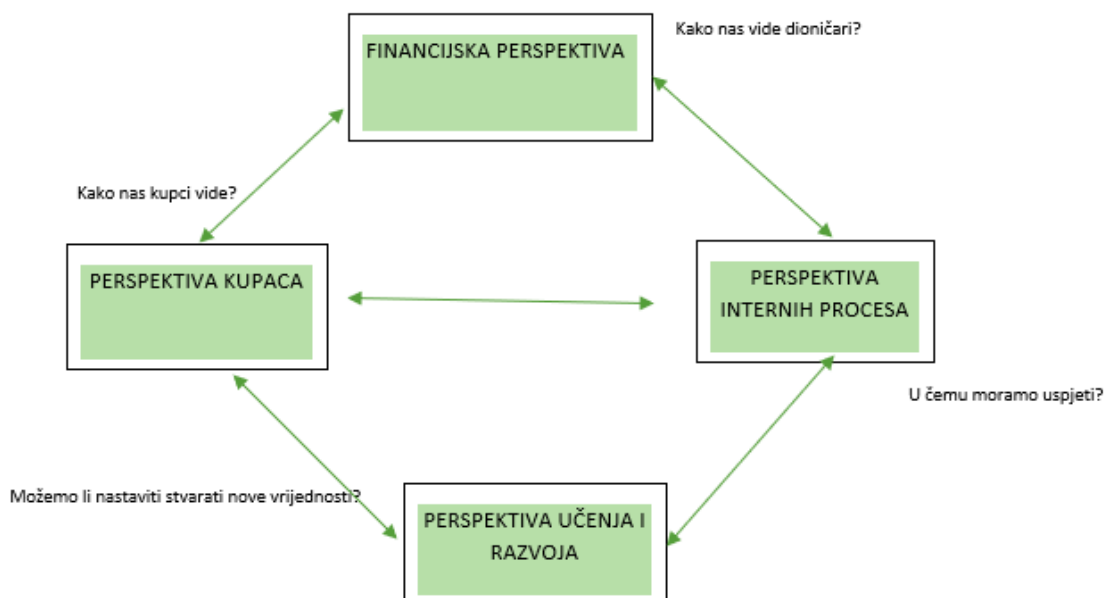 Kako nas vide dioničari?
FINANCIJSKA PERSPEKTIVA
Kako nas kupci vide?
PERSPEKTIVA KUPACA
PERSPEKTIVA
INTERNIH PROCESA
U čemu moramo uspjeti?
Možemo li nastaviti stvarati nove vrijednosti?
PERSPEKTIVA UČENJA I
RAZVOJA